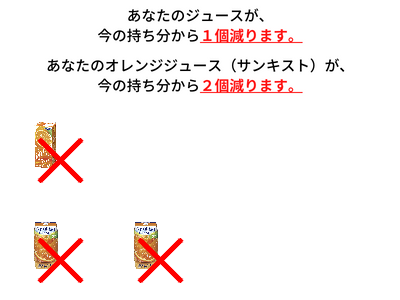 あなたのジュースが、
今の持ち分から１個減ります。
あなたのオレンジジュース（サンキスト）が、
今の持ち分から２個減ります。